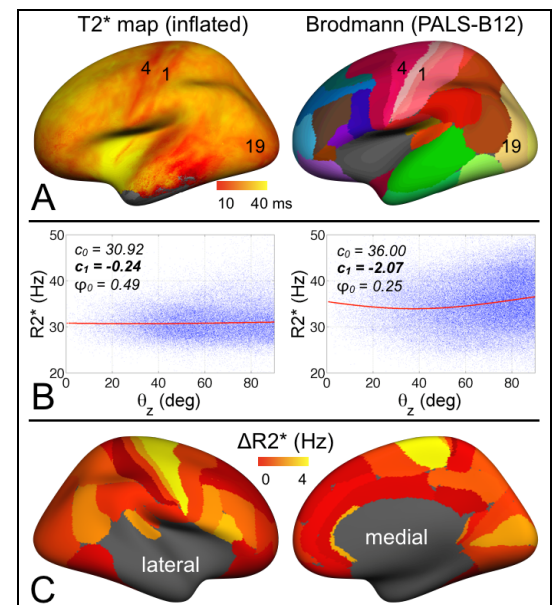 T2* map (inflated)
Brodmann (PALS-B12)
4
1
19
4
1
19
10 40 ms
A
50
40
30
20
R2* (Hz)
c0 = 30.92
c1 = -0.24
φ0 = 0.49
0 20 40 60 80
θz (deg)
50
40
30
20
R2* (Hz)
c0 = 36.00
c1 = -2.07
φ0 = 0.25
0 20 40 60 80
θz (deg)
B
ΔR2* (Hz)
0 4
lateral
medial
C